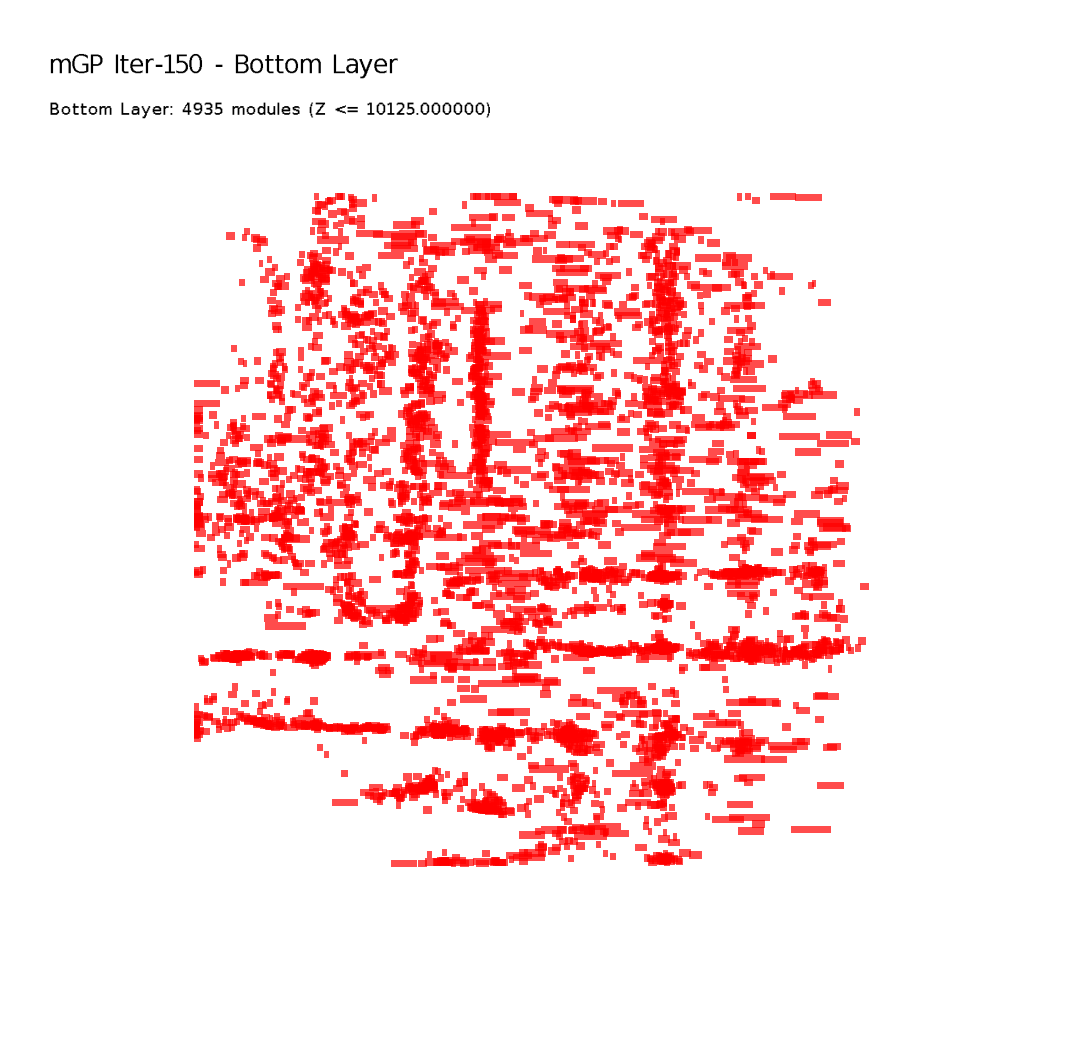 mGP Iter-150 - Bottom Layer
Bottom Layer: 4935 modules (Z <= 10125.000000)